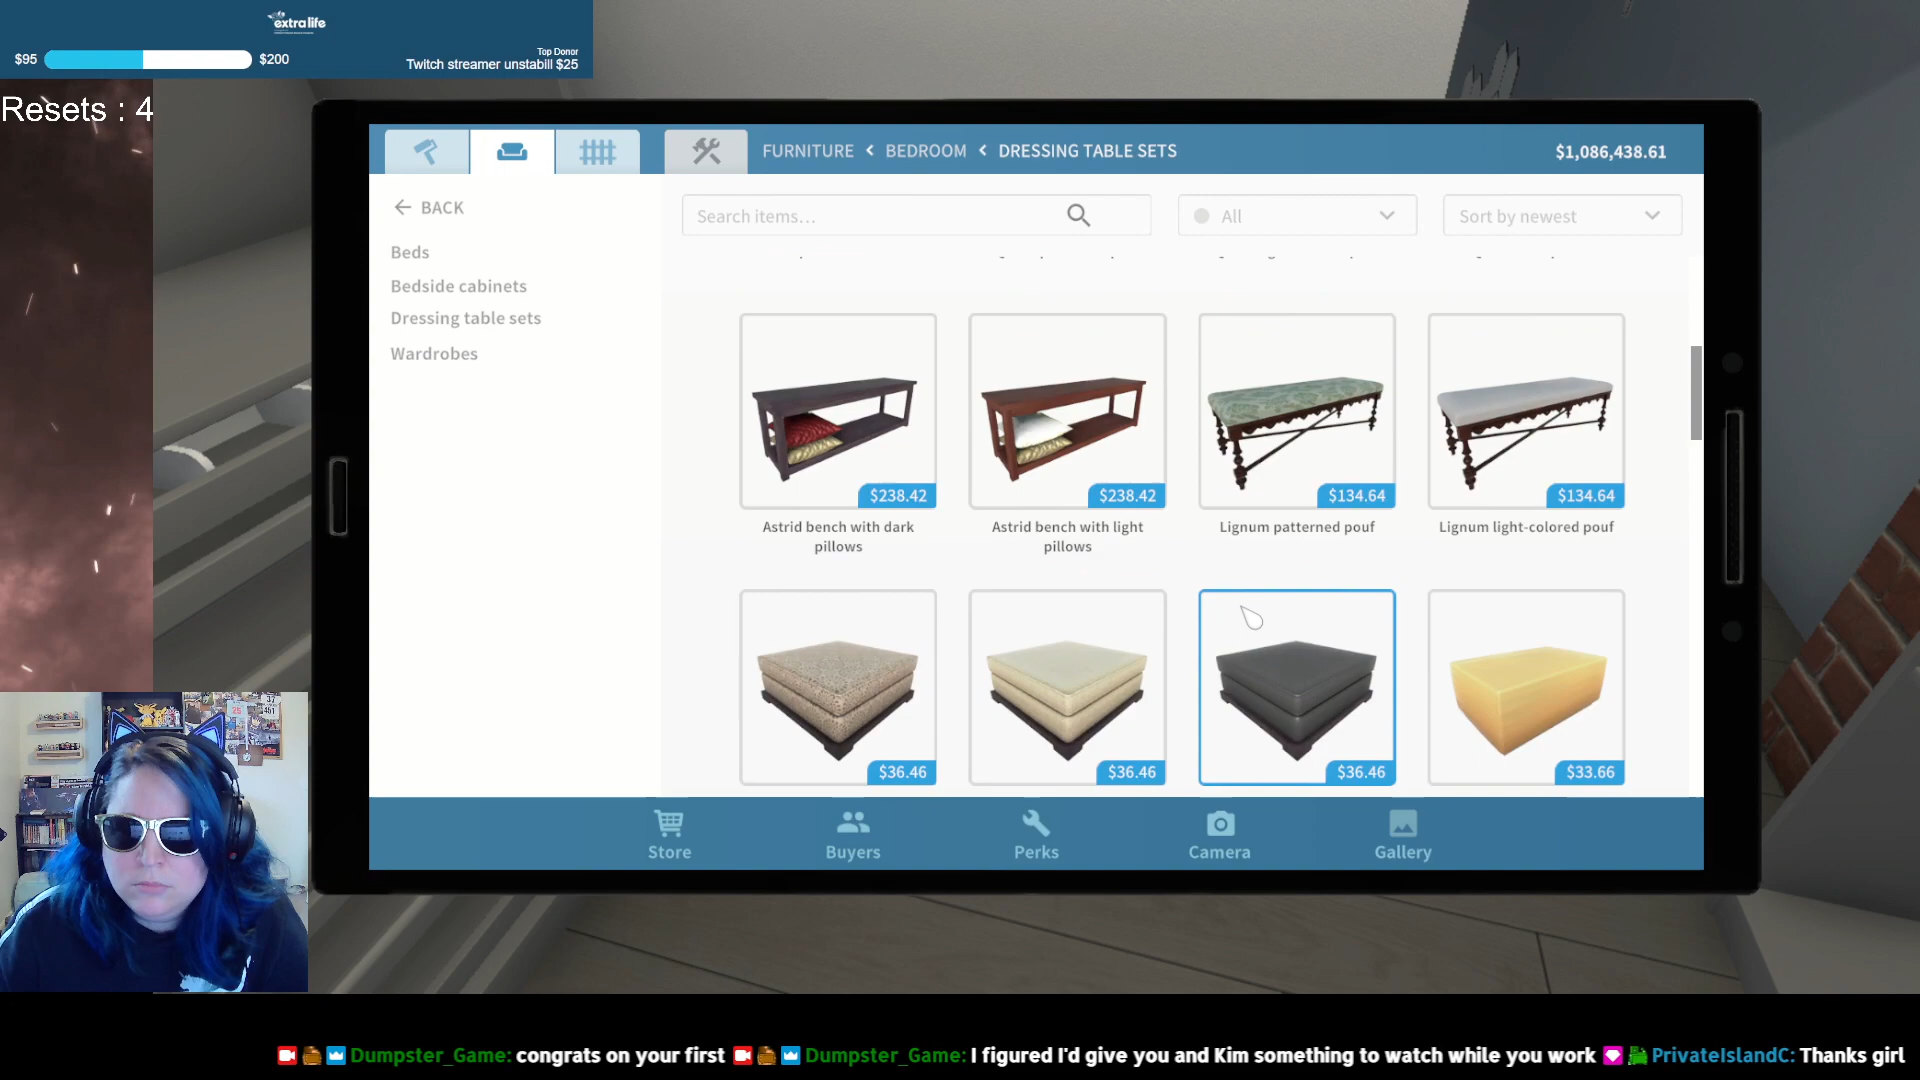 extralife
$95
$200
Top Donor
Twitch streamer unstabill $25
Resets : 4
FURNITURE < BEDROOM < DRESSING TABLE SETS
$1,086,438.61
BACK
Search items...
All
Sort by newest
Beds
Bedside cabinets
Dressing table sets
Wardrobes
$238.42
$238.42
$134.64
$134.64
Astrid bench with dark pillows
Astrid bench with light pillows
Lignum patterned pouf
Lignum light-colored pouf
$36.46
$36.46
$36.46
$33.66
Store
Buyers
Perks
Camera
Gallery
Dumpster_Game: congrats on your first Dumpster_Game: I figured I'd give you and Kim something to watch while you work PrivateIslandC: Thanks girl